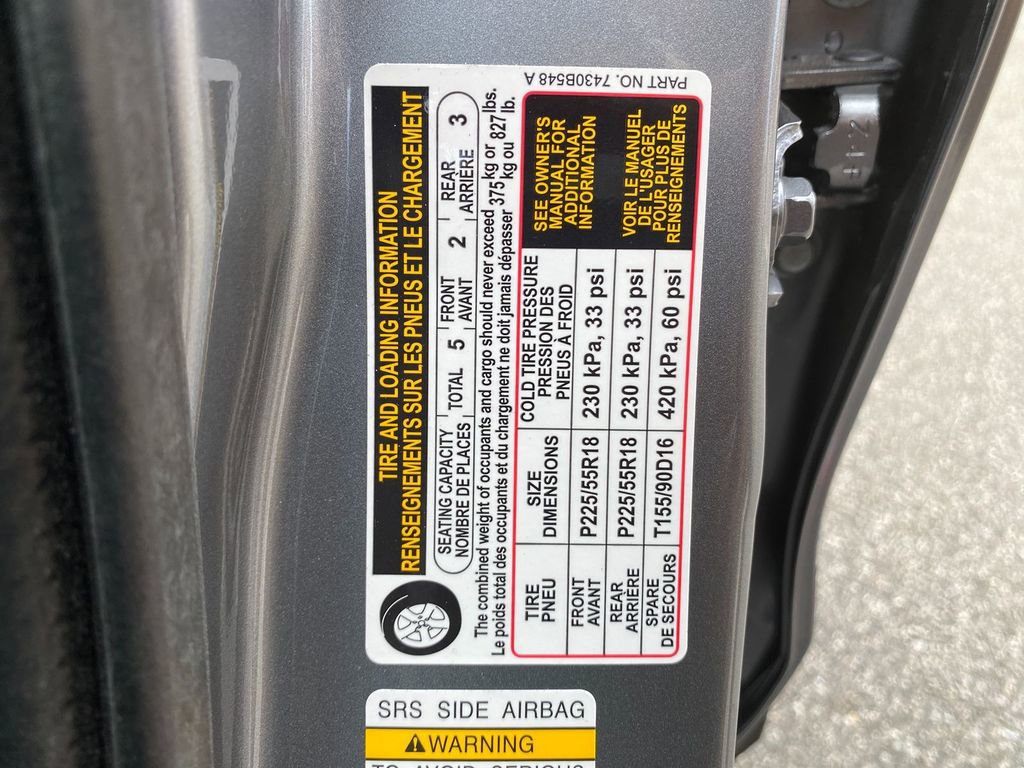 PART NO. 7430B548 A
TIRE AND LOADING INFORMATION
RENSEIGNEMENTS SUR LES PNEUS ET LE CHARGEMENT
SEATING CAPACITY
NOMBRE DE PLACES
TOTAL 5
FRONT
AVANT
2
REAR
ARRIÈRE
3
The combined weight of occupants and cargo should never exceed 375 kg or 827 lbs.
Le poids total des occupants et du chargement ne doit jamais dépasser 375 kg ou 827 lb.
TIRE
PNEU
SIZE
DIMENSIONS
COLD TIRE PRESSURE
PRESSION DES
PNEUS À FROID
FRONT
AVANT
P225/55R18
230 kPa, 33 psi
REAR
ARRIÈRE
P225/55R18
230 kPa, 33 psi
SPARE
DE SECOURS
T155/90D16
420 kPa, 60 psi
SEE OWNER'S
MANUAL FOR
ADDITIONAL
INFORMATION
VOIR LE MANUEL
DE L'USAGER
POUR PLUS DE
RENSEIGNEMENTS
SRS SIDE AIRBAG
WARNING
TO AVOID SERIOUS